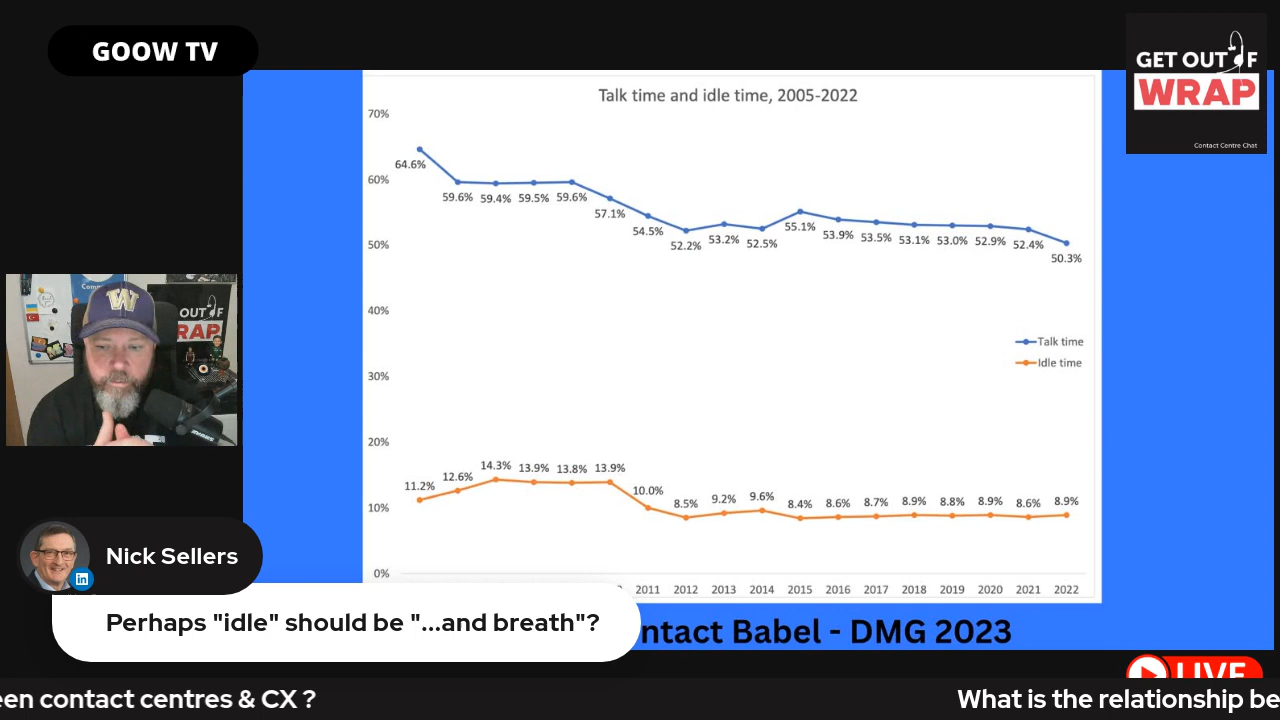 GOOW TV
GET OUT OF
WRAP
Contact Centre Chat
Talk time and idle time, 2005-2022
70%
60%
50%
40%
30%
20%
10%
0%
64.6%
59.6%
59.4%
59.5%
59.6%
57.1%
54.5%
52.2%
53.2%
52.5%
55.1%
53.9%
53.5%
53.1%
53.0%
52.9%
52.4%
50.3%
Talk time
Idle time
11.2%
12.6%
14.3%
13.9%
13.8%
13.9%
10.0%
8.5%
9.2%
9.6%
8.4%
8.6%
8.7%
8.9%
8.8%
8.9%
8.6%
8.9%
2011 2012 2013 2014 2015 2016 2017 2018 2019 2020 2021 2022
W
OUT OF
RAP
Nick Sellers
in
Perhaps "idle" should be "...and breath"?
ntact Babel - DMG 2023
LIVE
een contact centres & CX ?
What is the relationship be